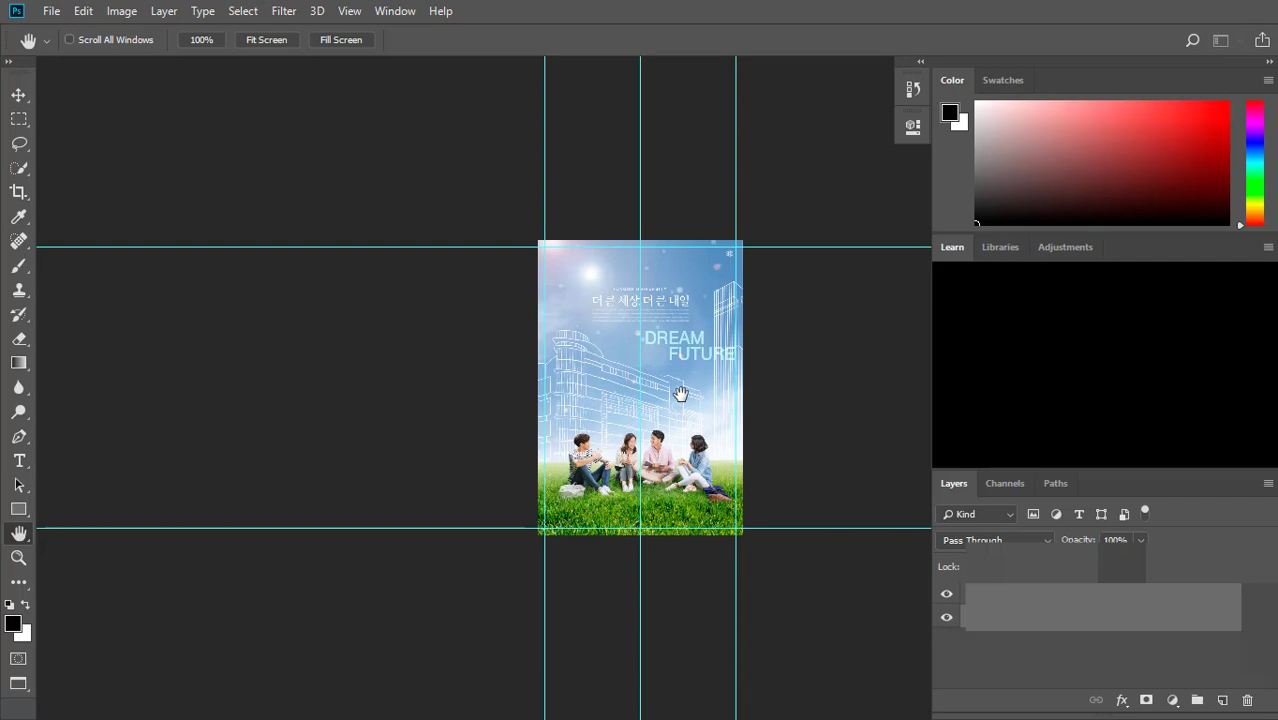 Ps File Edit Image Layer Type Select Filter 3D View Window Help
Scroll All Windows 100% Fit Screen Fill Screen
Color Swatches
Learn Libraries Adjustments
더 큰 세상 더 큰 내일
DREAM
FUTURE
Layers Channels Paths
Kind
Pass Through Opacity: 100%
Lock:
fx